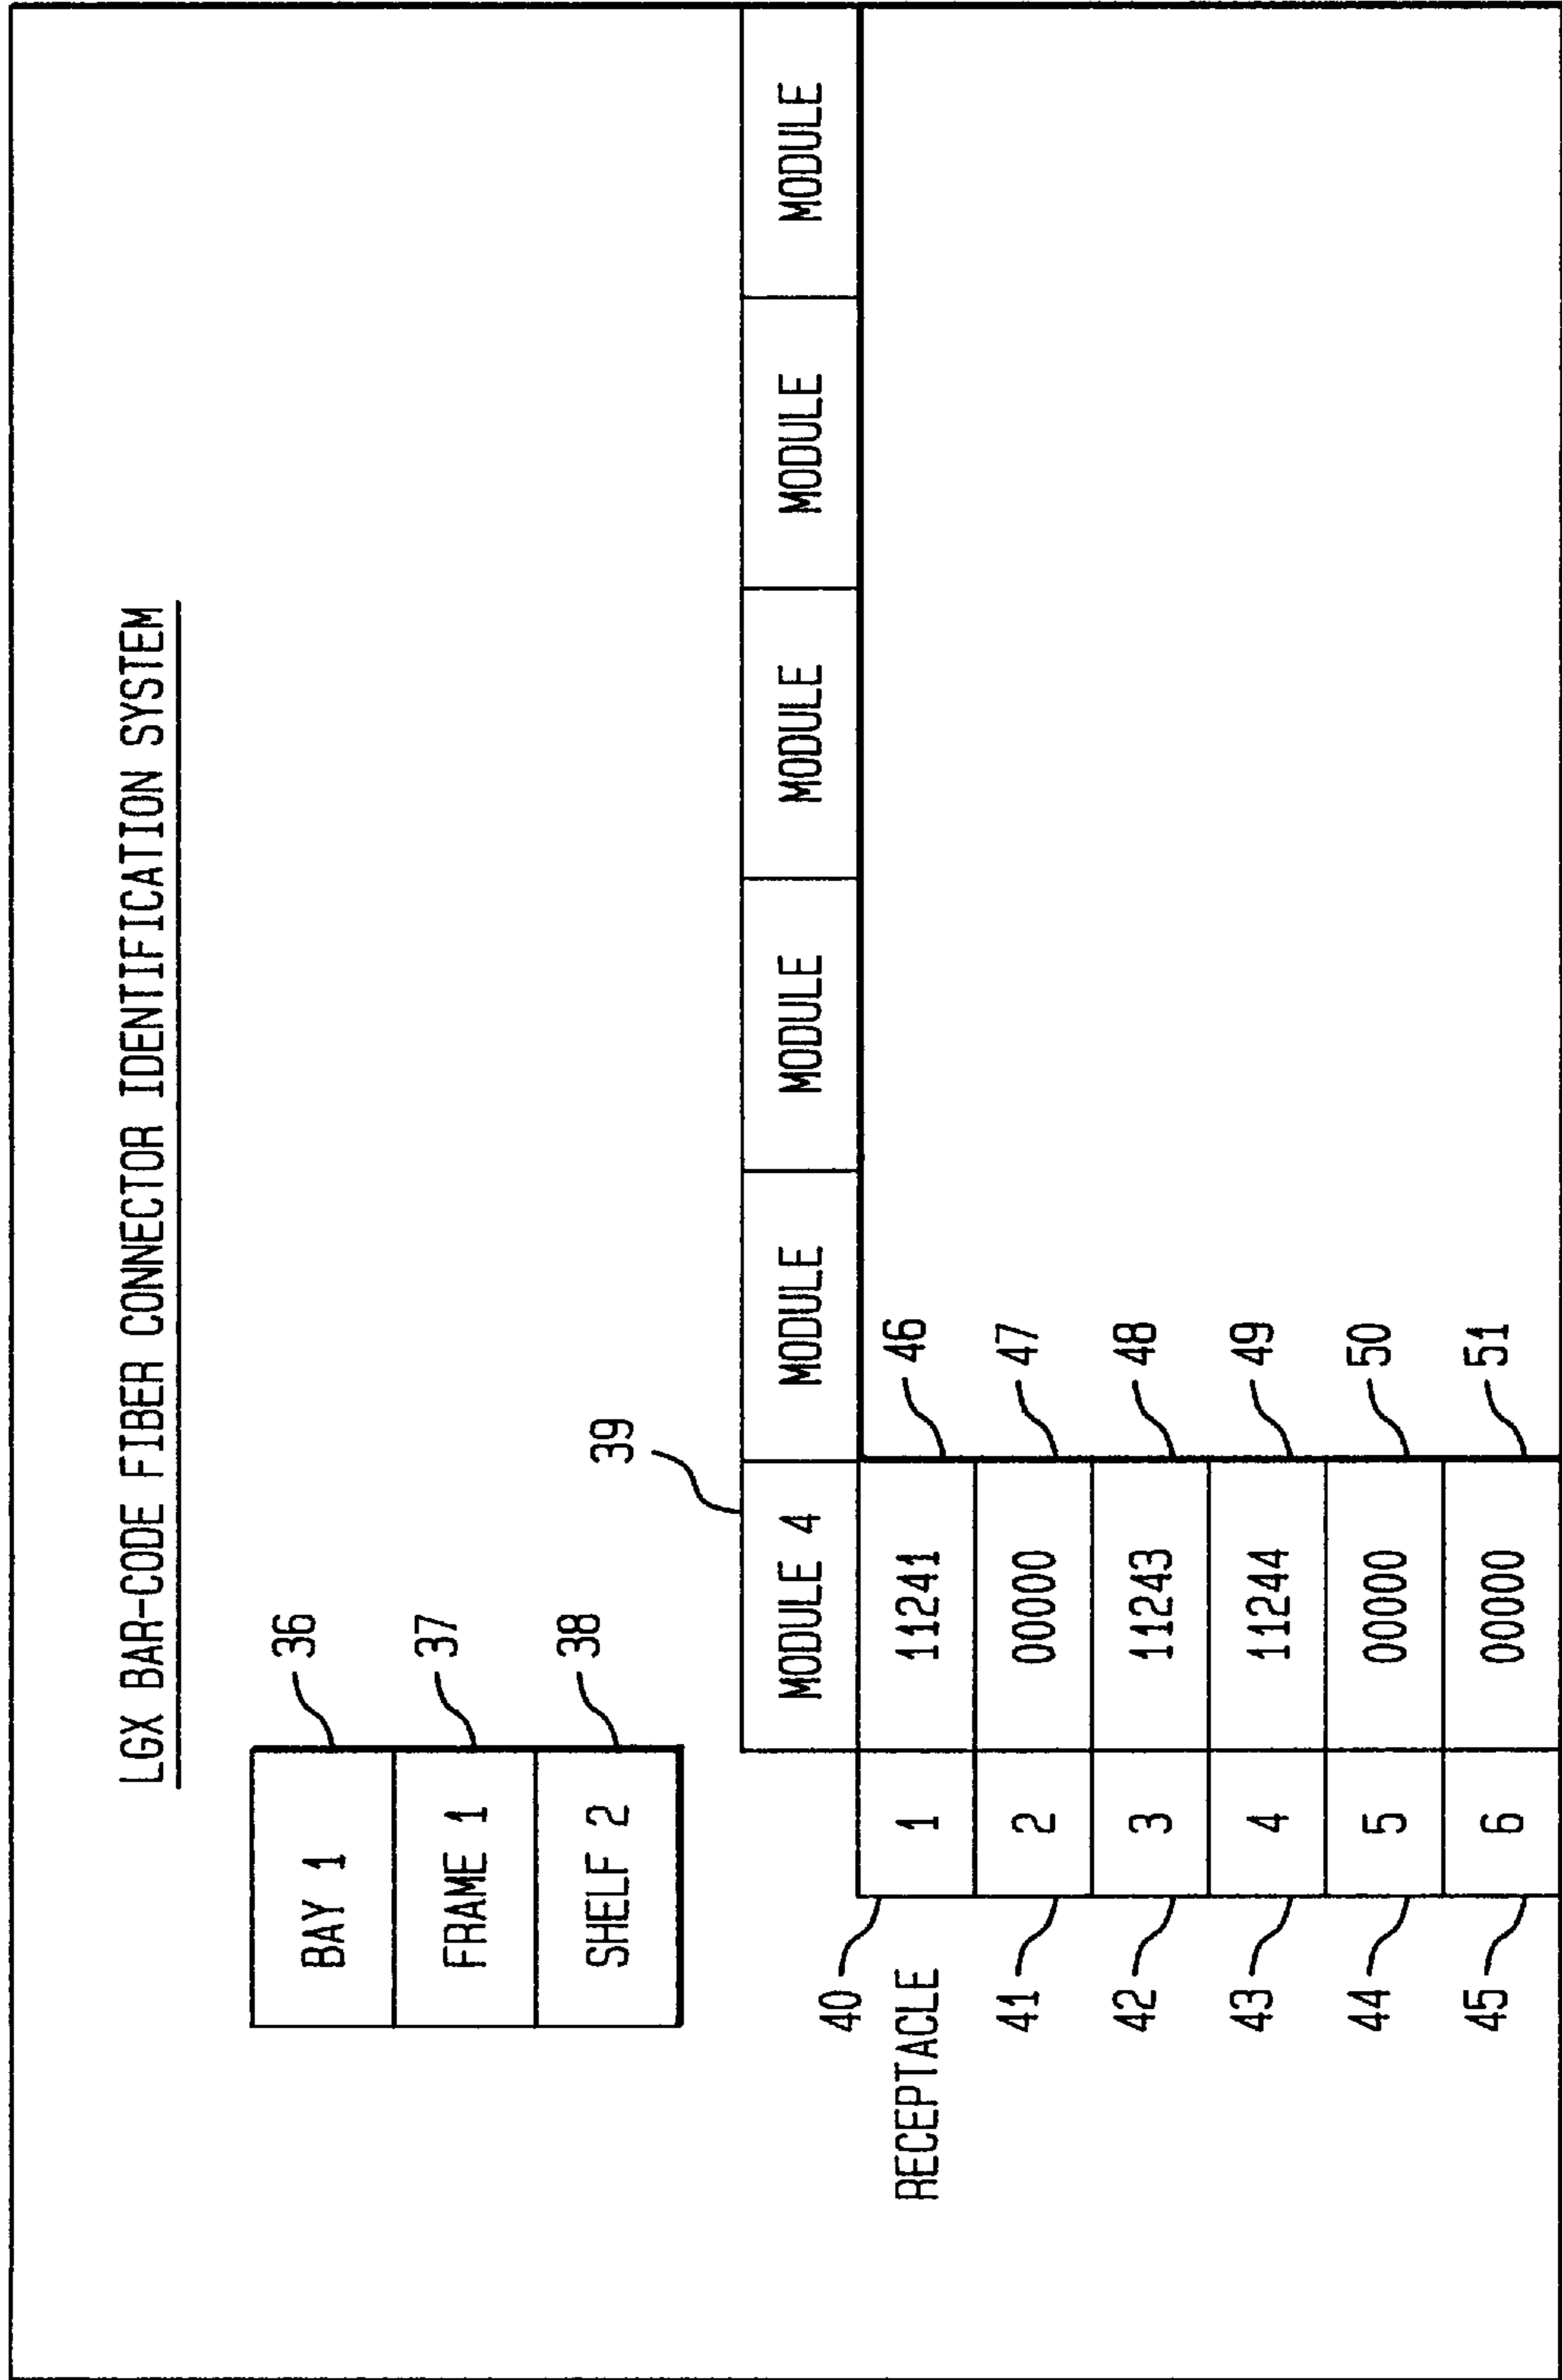 LGX BAR-CODE FIBER CONNECTOR IDENTIFICATION SYSTEM
BAY 1 36
FRAME 1 37
SHELF 2 38
39
MODULE 4 MODULE MODULE MODULE MODULE MODULE
40 1 11241 46
RECEPTACLE
41 2 00000 47
42 3 11243 48
43 4 11244 49
44 5 00000 50
45 6 00000 51